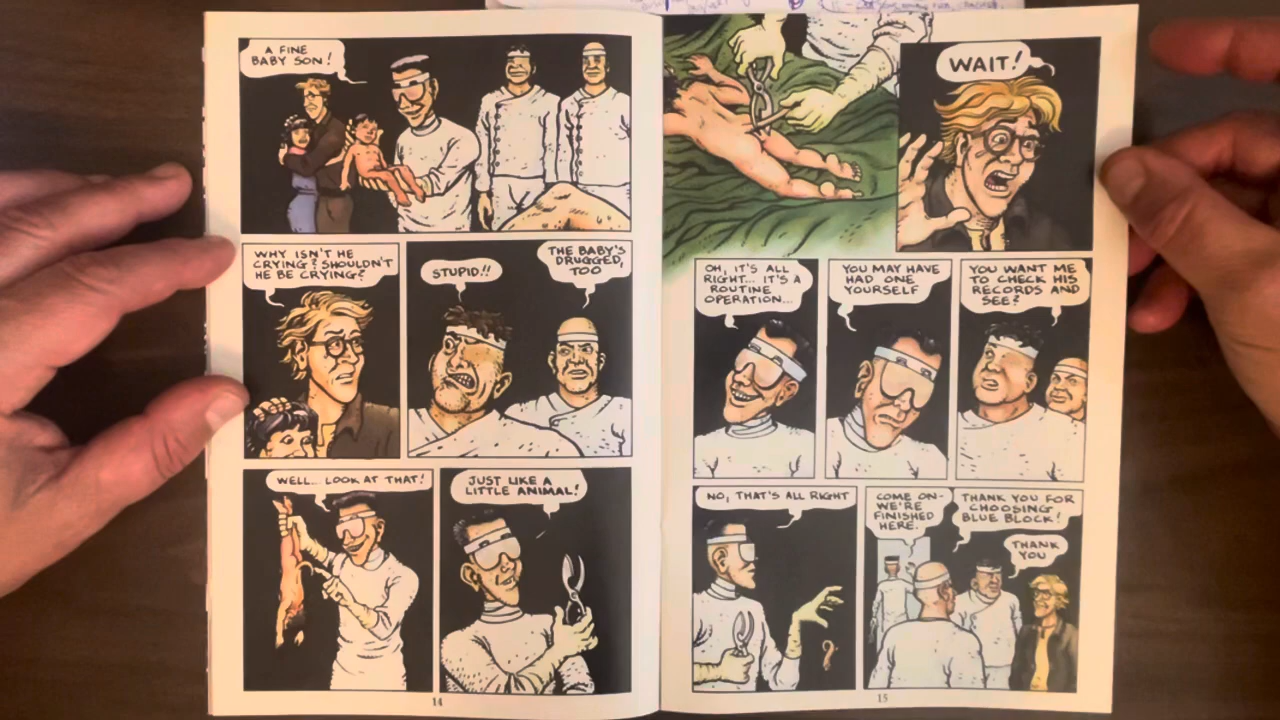 A FINE
BABY SON!
WHY ISN'T HE
CRYING? SHOULDN'T
HE BE CRYING?
STUPID!!
THE BABY'S
DRUGGED,
TOO
WELL... LOOK AT THAT!
JUST LIKE A
LITTLE ANIMAL!
14
WAIT!
OH, IT'S ALL
RIGHT... IT'S A
ROUTINE
OPERATION...
YOU MAY HAVE
HAD ONE
YOURSELF
YOU WANT ME
TO CHECK HIS
RECORDS AND
SEE?
NO, THAT'S ALL RIGHT
COME ON-
WE'RE
FINISHED
HERE.
THANK YOU FOR
CHOOSING
BLUE BLOCK!
THANK
YOU
15